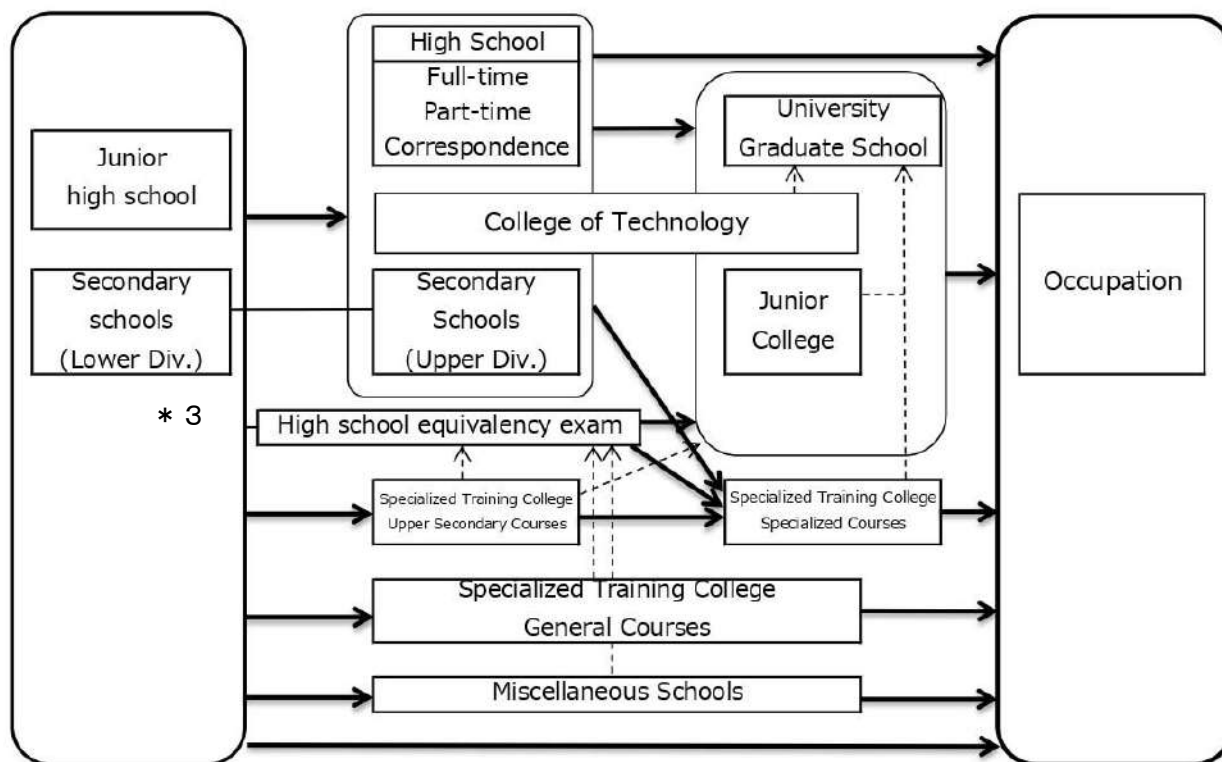 High School
Full-time
Part-time
Correspondence
University
Graduate School
Junior
high school
College of Technology
Secondary
schools
(Lower Div.)
Secondary
Schools
(Upper Div.)
Junior
College
Occupation
* 3
High school equivalency exam
Specialized Training College
Upper Secondary Courses
Specialized Training College
Specialized Courses
Specialized Training College
General Courses
Miscellaneous Schools